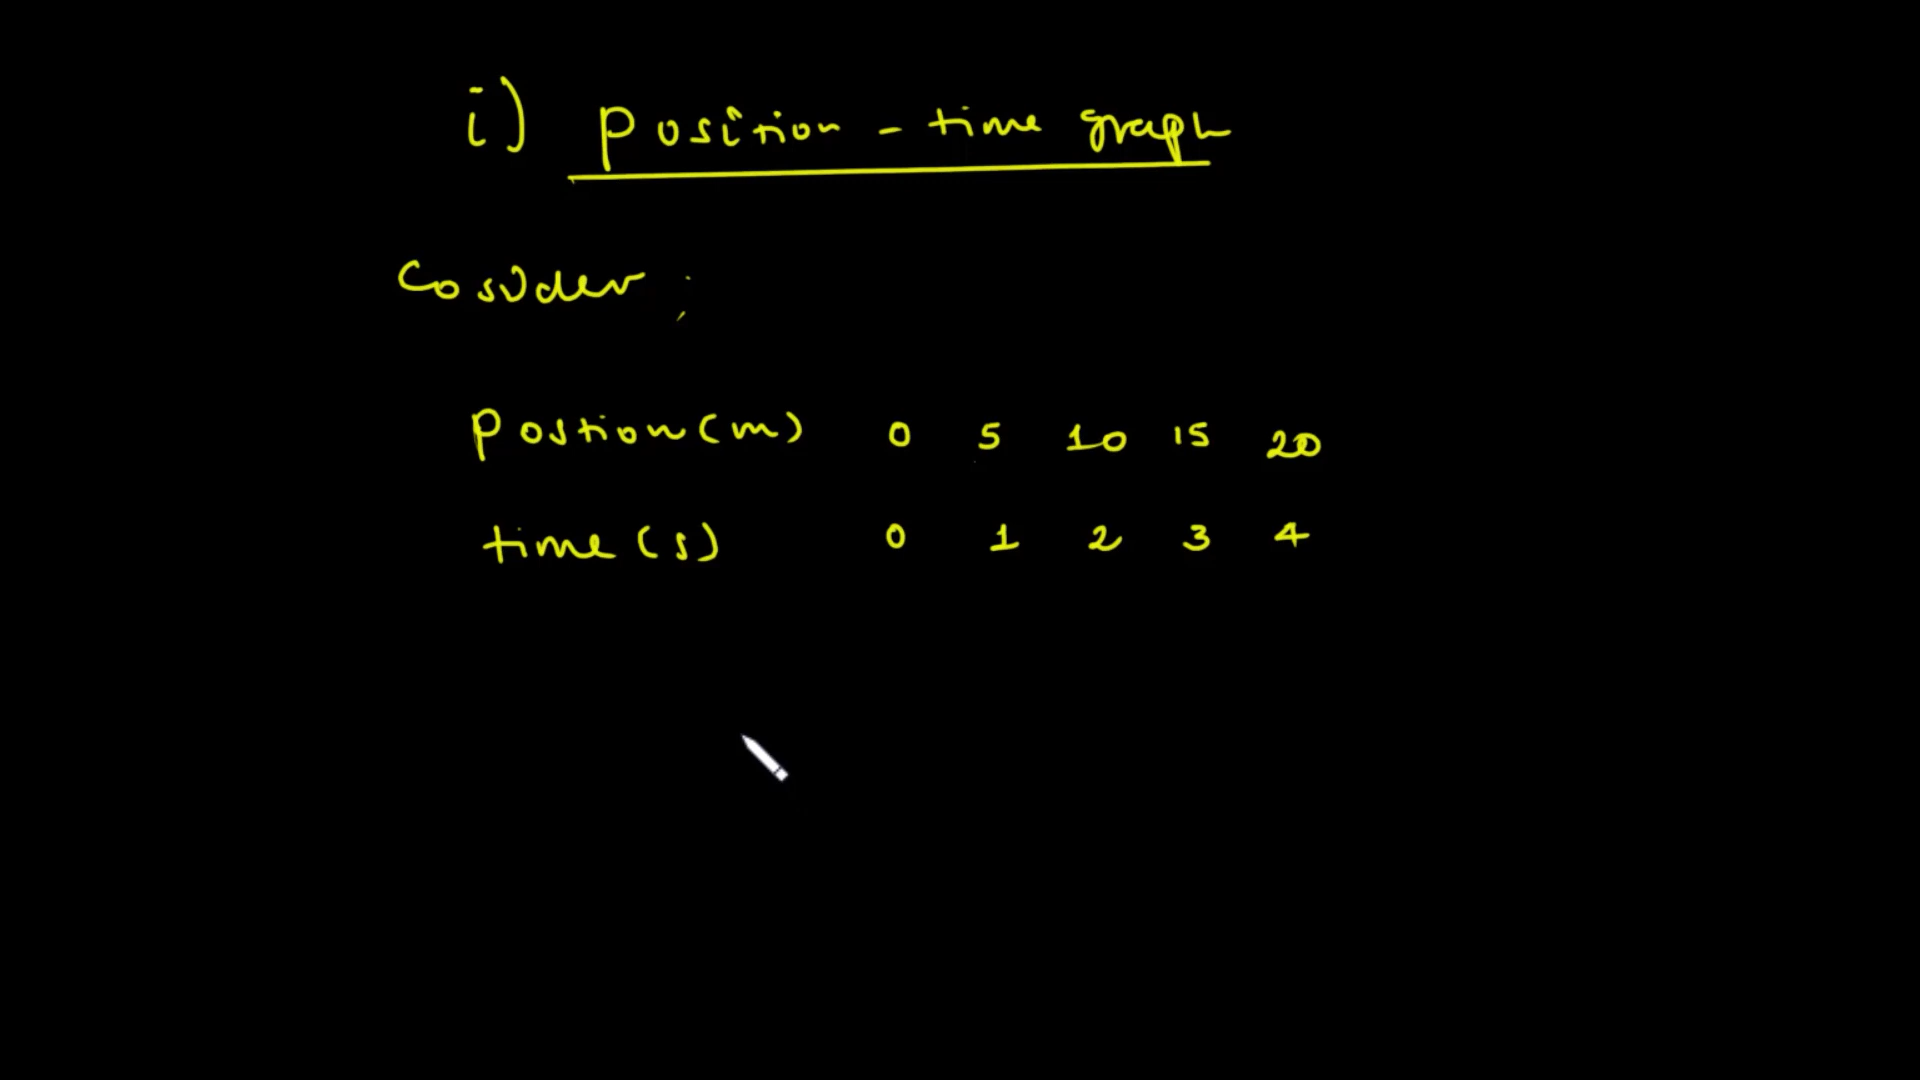 i) Position - time graph
Cosider ;
Postion (m) 0 5 10 15 20
time (s) 0 1 2 3 4